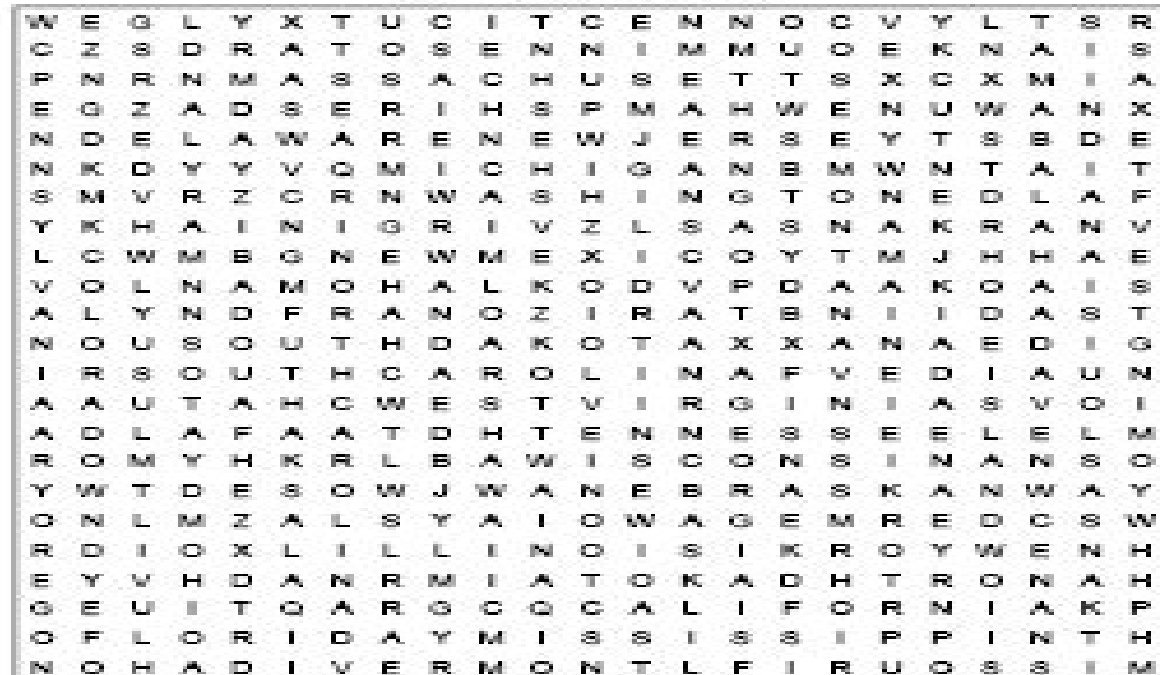 W E G L Y X T U C I T C E N N O C V Y L T S R
C Z S D R A T O S E N N I M M U O E K N A I S
P N R N M A S S A C H U S E T T S X C X M I A
E G Z A D S E R I H S P M A H W E N U W A N X
N D E L A W A R E N E W J E R S E Y T S B D E
N K D Y Y V Q M I C H I G A N B M W N T A I T
S M V R Z C R N W A S H I N G T O N E D L A F
Y K H A I N I G R I V Z L S A S N A K R A N V
L C W M B G N E W M E X I C O Y T M J H H A E
V O L N A M O H A L K O D V P D A A K O A I S
A L Y N D F R A N O Z I R A T B N I I D A S T
N O U S O U T H D A K O T A X X A N A E D I G
I R S O U T H C A R O L I N A F V E D I A U N
A A U T A H C W E S T V I R G I N I A S V O I
A D L A F A A T D H T E N N E S S E E L E L M
R O M Y H K R L B A W I S C O N S I N A N S O
Y W T D E S O W J W A N E B R A S K A N W A Y
O N L M Z A L S Y A I O W A G E M R E D C S W
R D I O X L I L L I N O I S I K R O Y W E N H
E Y V H D A N R M I A T O K A D H T R O N A H
G E U I T Q A R G C Q C A L I F O R N I A K P
O F L O R I D A Y M I S S I S S I P P I N T H
N O H A D I V E R M O N T L F I R U O S S I M